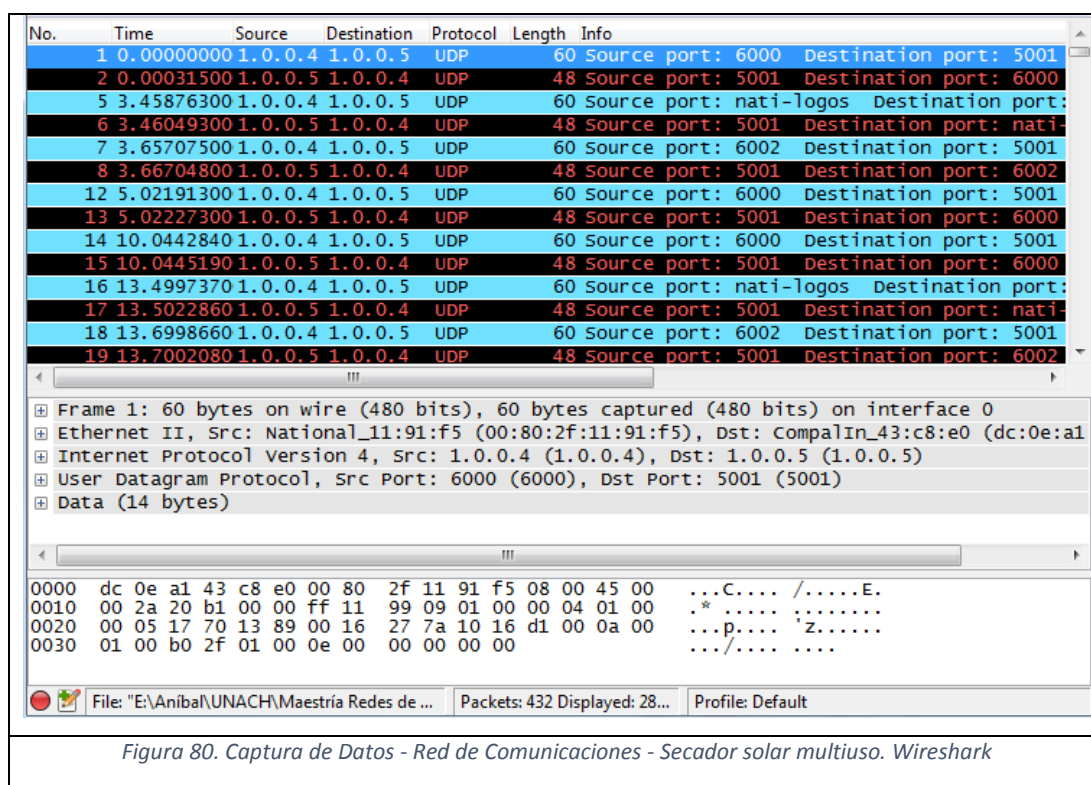 No. Time Source Destination Protocol Length Info
1 0.00000000 1.0.0.4 1.0.0.5 UDP 60 Source port: 6000 Destination port: 5001
2 0.00031500 1.0.0.5 1.0.0.4 UDP 48 Source port: 5001 Destination port: 6000
5 3.45876300 1.0.0.4 1.0.0.5 UDP 60 Source port: nati-logos Destination port:
6 3.46049300 1.0.0.5 1.0.0.4 UDP 48 Source port: 5001 Destination port: nati-
7 3.65707500 1.0.0.4 1.0.0.5 UDP 60 Source port: 6002 Destination port: 5001
8 3.66704800 1.0.0.5 1.0.0.4 UDP 48 Source port: 5001 Destination port: 6002
12 5.02191300 1.0.0.4 1.0.0.5 UDP 60 Source port: 6000 Destination port: 5001
13 5.02227300 1.0.0.5 1.0.0.4 UDP 48 Source port: 5001 Destination port: 6000
14 10.0442840 1.0.0.4 1.0.0.5 UDP 60 Source port: 6000 Destination port: 5001
15 10.0445190 1.0.0.5 1.0.0.4 UDP 48 Source port: 5001 Destination port: 6000
16 13.4997370 1.0.0.4 1.0.0.5 UDP 60 Source port: nati-logos Destination port:
17 13.5022860 1.0.0.5 1.0.0.4 UDP 48 Source port: 5001 Destination port: nati-
18 13.6998660 1.0.0.4 1.0.0.5 UDP 60 Source port: 6002 Destination port: 5001
19 13.7002080 1.0.0.5 1.0.0.4 UDP 48 Source port: 5001 Destination port: 6002
Frame 1: 60 bytes on wire (480 bits), 60 bytes captured (480 bits) on interface 0
Ethernet II, Src: National_11:91:f5 (00:80:2f:11:91:f5), Dst: CompalIn_43:c8:e0 (dc:0e:a1
Internet Protocol Version 4, Src: 1.0.0.4 (1.0.0.4), Dst: 1.0.0.5 (1.0.0.5)
User Datagram Protocol, Src Port: 6000 (6000), Dst Port: 5001 (5001)
Data (14 bytes)
0000 dc 0e a1 43 c8 e0 00 80 2f 11 91 f5 08 00 45 00 ...C.... /.....E.
0010 00 2a 20 b1 00 00 ff 11 99 09 01 00 00 04 01 00 .* ..... ........
0020 00 05 17 70 13 89 00 16 27 7a 10 16 d1 00 0a 00 ...p.... 'z......
0030 01 00 b0 2f 01 00 0e 00 00 00 00 00 .../.... ....
File: "E:\Aníbal\UNACH\Maestría Redes de ... Packets: 432 Displayed: 28... Profile: Default
Figura 80. Captura de Datos - Red de Comunicaciones - Secador solar multiuso. Wireshark